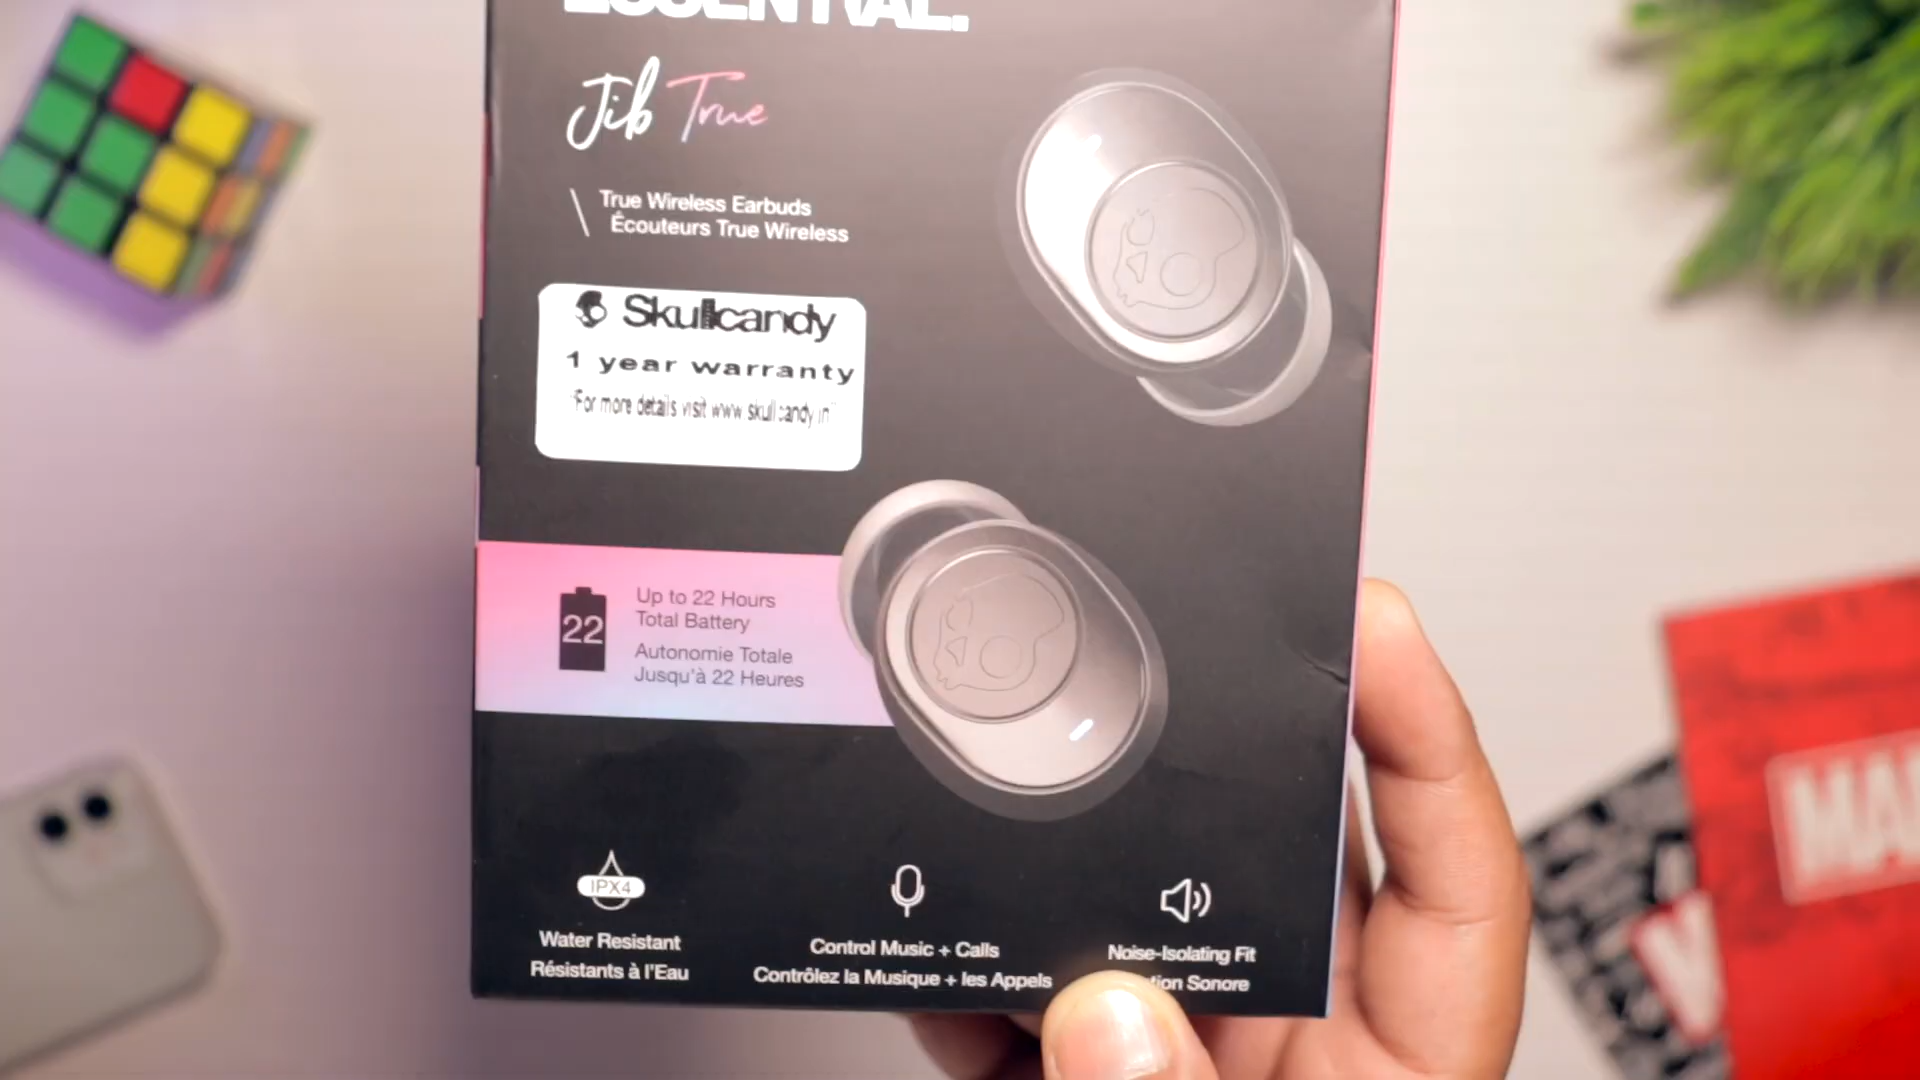 ESSENTIAL.
Jib True
True Wireless Earbuds
Écouteurs True Wireless
Skullcandy
1 year warranty
"For more details visit www skullcandy in"
22
Up to 22 Hours
Total Battery
Autonomie Totale
Jusqu'à 22 Heures
IPX4
Water Resistant
Résistants à l'Eau
Control Music + Calls
Contrôlez la Musique + les Appels
Noise-Isolating Fit
Sonore